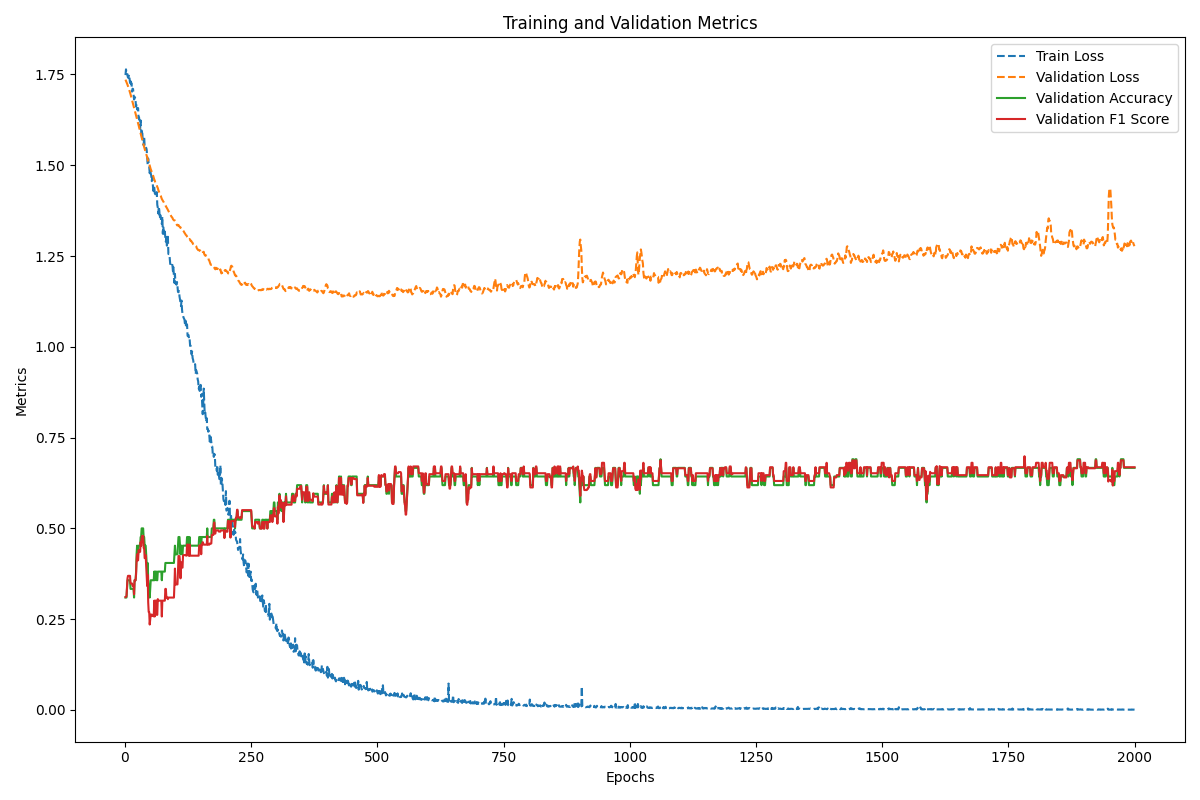 Training and Validation Metrics
Train Loss
Validation Loss
Validation Accuracy
Validation F1 Score
Metrics
1.75
1.50
1.25
1.00
0.75
0.50
0.25
0.00
0
250
500
750
1000
1250
1500
1750
2000
Epochs